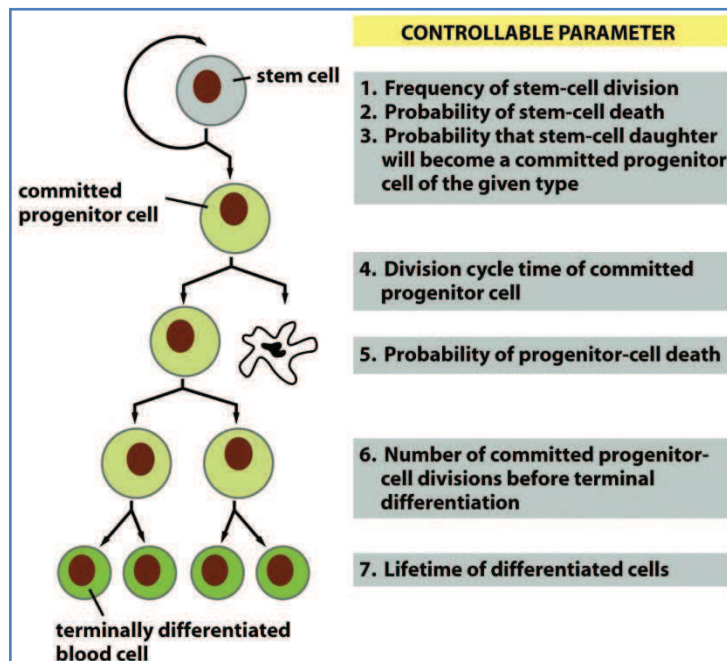 CONTROLLABLE PARAMETER
stem cell
1. Frequency of stem-cell division
2. Probability of stem-cell death
3. Probability that stem-cell daughter
will become a committed progenitor
cell of the given type
committed
progenitor cell
4. Division cycle time of committed
progenitor cell
5. Probability of progenitor-cell death
6. Number of committed progenitor-
cell divisions before terminal
differentiation
7. Lifetime of differentiated cells
terminally differentiated
blood cell